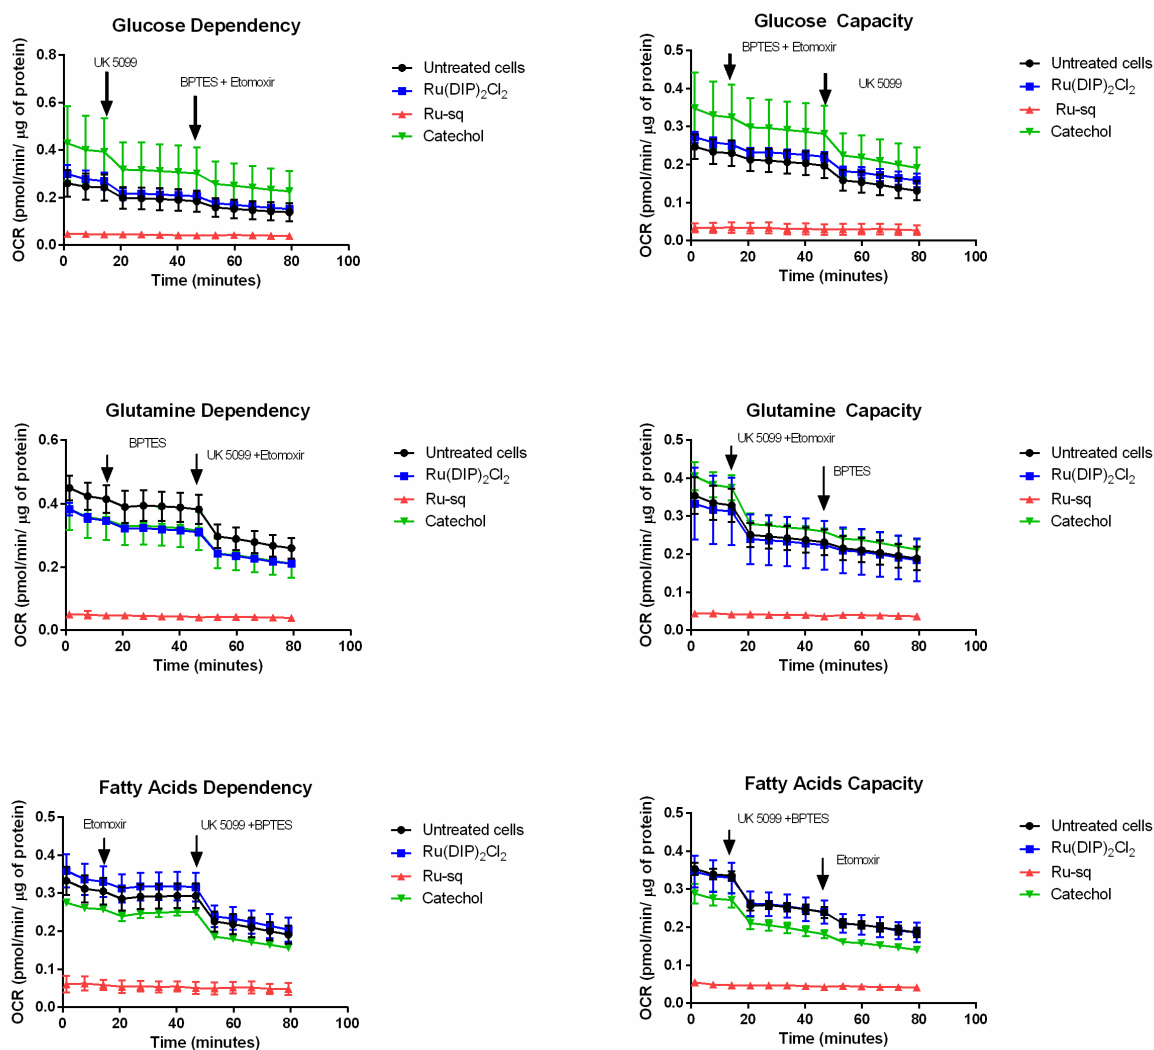 Glucose Dependency
OCR (pmol/min/ μg of protein)
0.8
0.6
0.4
0.2
0.0
0 20 40 60 80 100
Time (minutes)
UK 5099
BPTES + Etomoxir
Untreated cells
Ru(DIP)₂Cl₂
Ru-sq
Catechol
Glucose Capacity
OCR (pmol/min/ μg of protein)
0.5
0.4
0.3
0.2
0.1
0.0
0 20 40 60 80 100
Time (minutes)
BPTES + Etomoxir
UK 5099
Untreated cells
Ru(DIP)₂Cl₂
Ru-sq
Catechol
Glutamine Dependency
OCR (pmol/min/ μg of protein)
0.6
0.4
0.2
0.0
0 20 40 60 80 100
Time (minutes)
BPTES
UK 5099 +Etomoxir
Untreated cells
Ru(DIP)₂Cl₂
Ru-sq
Catechol
Glutamine Capacity
OCR (pmol/min/ μg of protein)
0.5
0.4
0.3
0.2
0.1
0.0
0 20 40 60 80 100
Time (minutes)
UK 5099 +Etomoxir
BPTES
Untreated cells
Ru(DIP)₂Cl₂
Ru-sq
Catechol
Fatty Acids Dependency
OCR (pmol/min/ μg of protein)
0.5
0.4
0.3
0.2
0.1
0.0
0 20 40 60 80 100
Time (minutes)
Etomoxir
UK 5099 +BPTES
Untreated cells
Ru(DIP)₂Cl₂
Ru-sq
Catechol
Fatty Acids Capacity
OCR (pmol/min/ μg of protein)
0.5
0.4
0.3
0.2
0.1
0.0
0 20 40 60 80 100
Time (minutes)
UK 5099 +BPTES
Etomoxir
Untreated cells
Ru(DIP)₂Cl₂
Ru-sq
Catechol